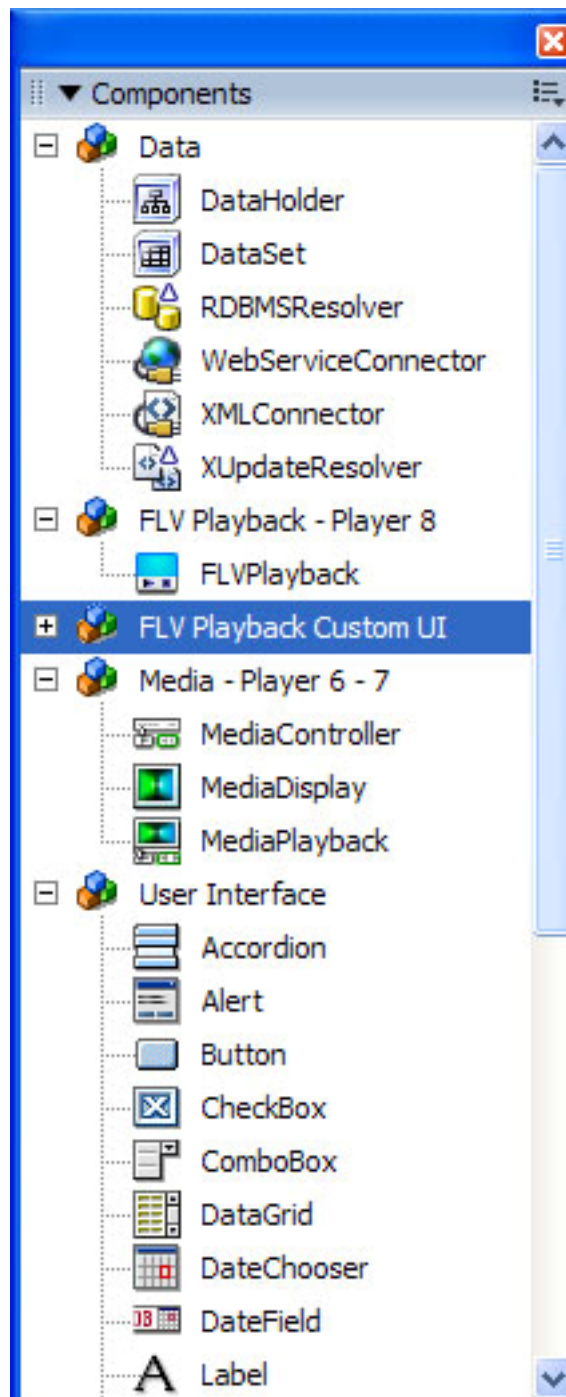 Components
Data
DataHolder
DataSet
RDBMSResolver
WebServiceConnector
XMLConnector
XUpdateResolver
FLV Playback - Player 8
FLVPlayback
FLV Playback Custom UI
Media - Player 6 - 7
MediaController
MediaDisplay
MediaPlayback
User Interface
Accordion
Alert
Button
CheckBox
ComboBox
DataGrid
DateChooser
DateField
Label